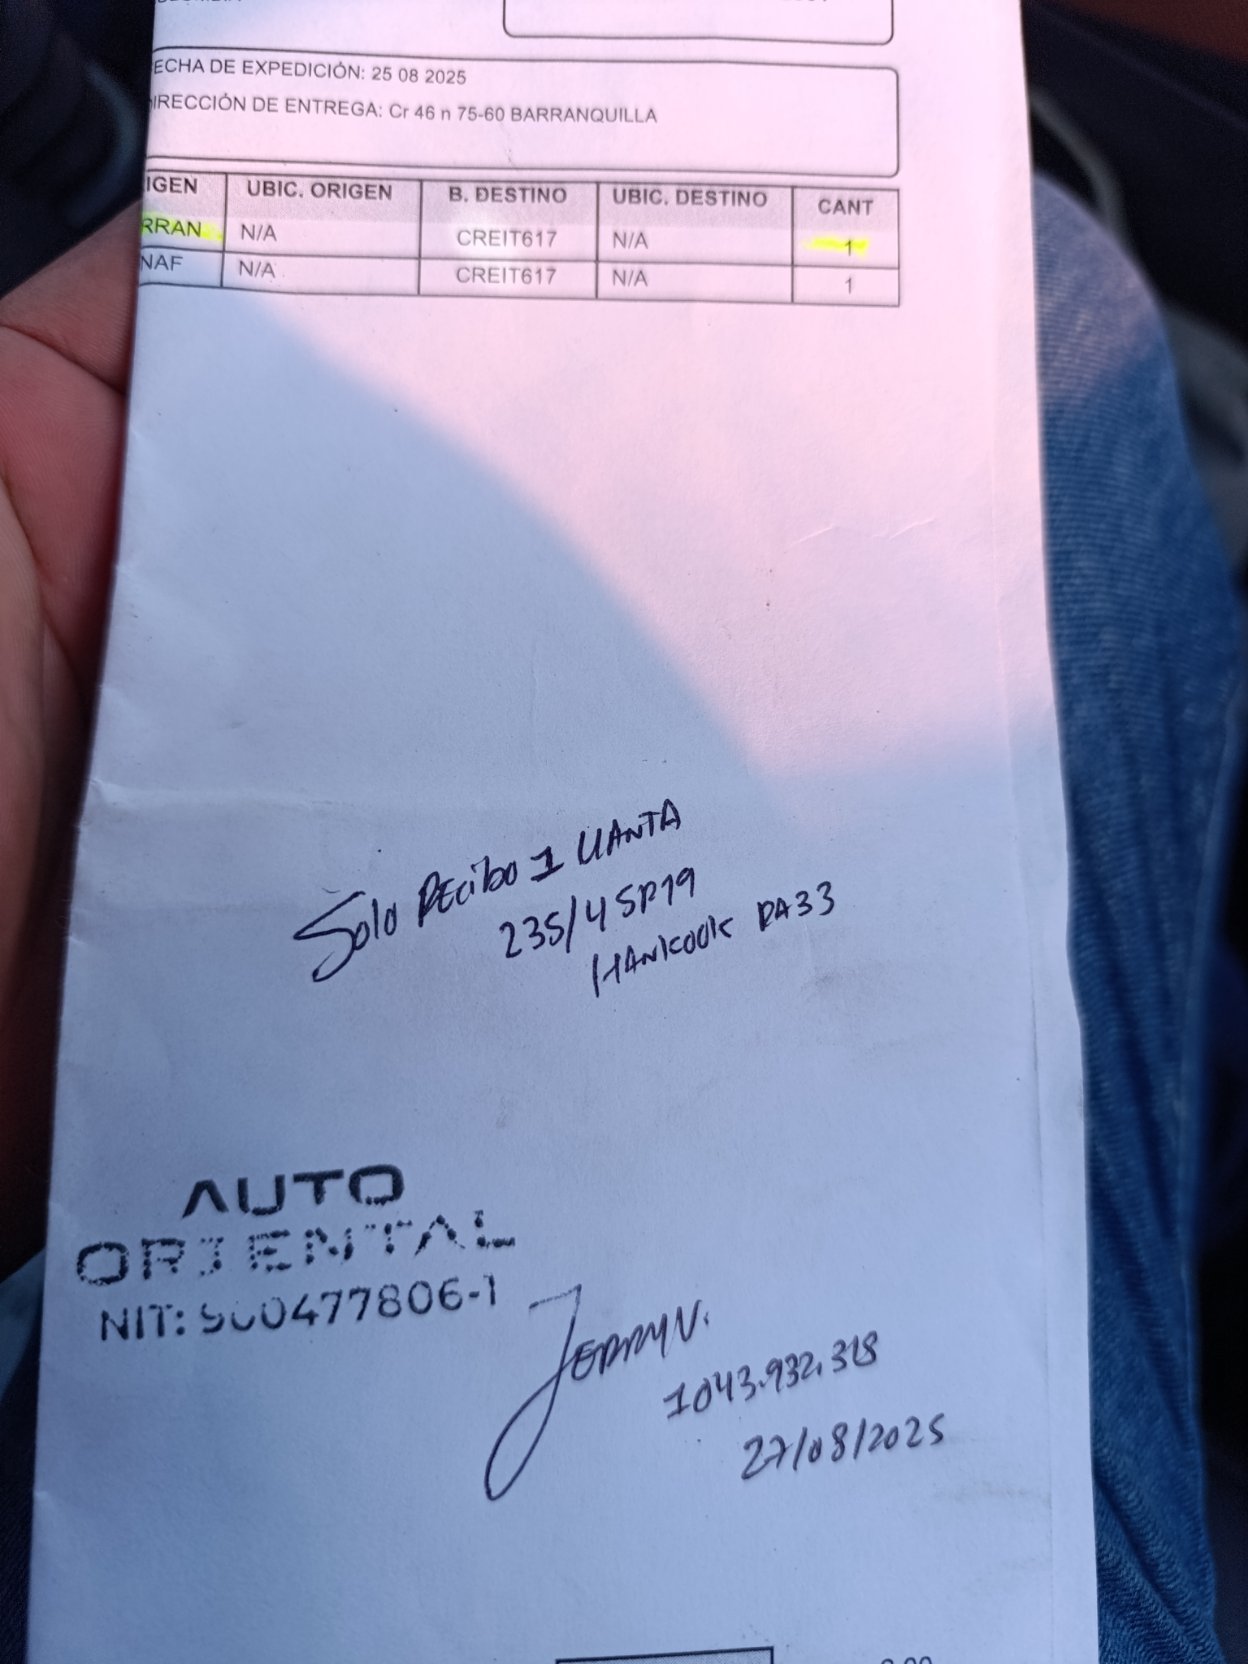 ECHA DE EXPEDICIÓN: 25 08 2025
DIRECCIÓN DE ENTREGA: Cr 46 n 75-60 BARRANQUILLA
IGEN UBIC. ORIGEN B. DESTINO UBIC. DESTINO CANT
RRAN N/A CREIT617 N/A 1
NAF N/A CREIT617 N/A 1
Solo Recibo 1 LLANTA
235/45R19
HANKOOK RA33
AUTO
ORIENTAL
NIT: 900477806-1
JERRY N.
1043.932.318
27/08/2025